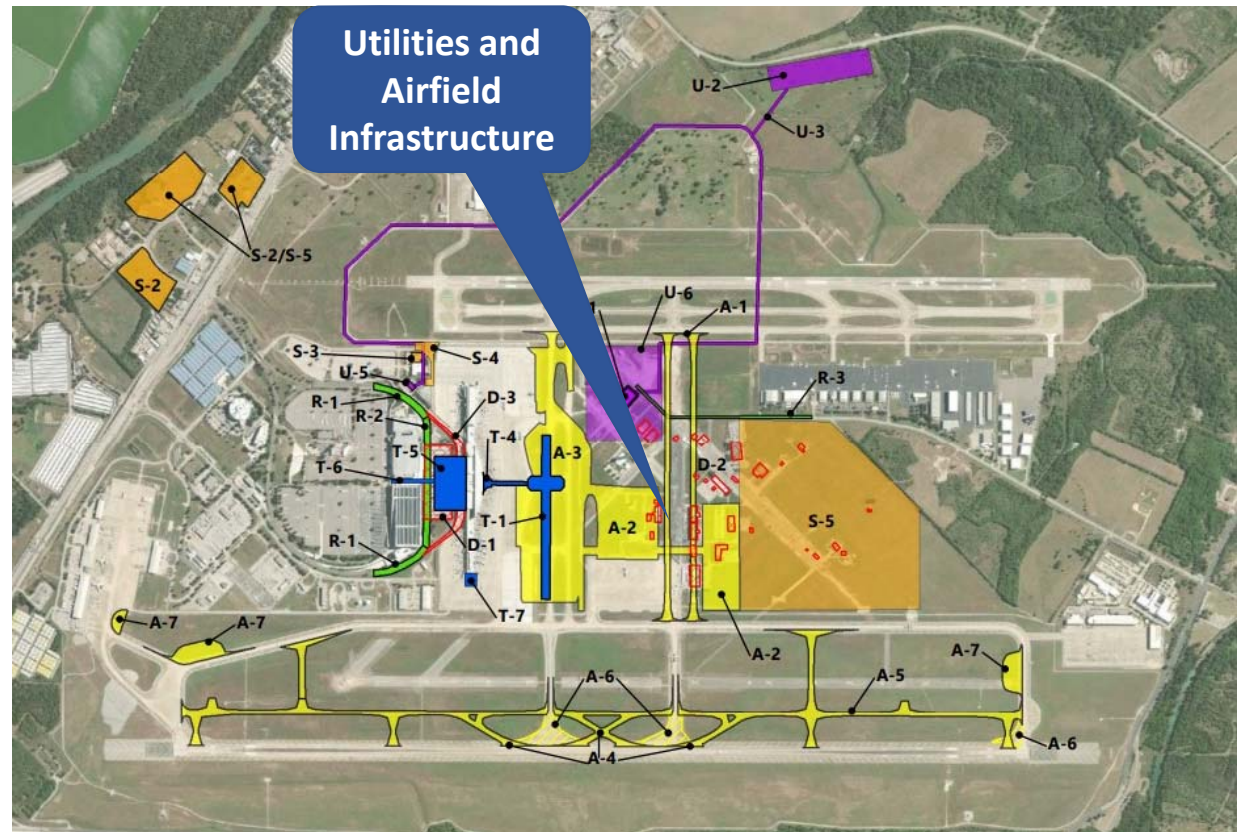 Utilities and
Airfield
Infrastructure
U-2
U-3
S-2/S-5
S-2
U-6
A-1
1
S-3
S-4
U-5
R-1
R-2
D-3
R-3
T-5
T-4
A-3
D-2
T-6
T-1
A-2
S-5
D-1
R-1
T-7
A-7
A-7
A-2
A-7
A-6
A-5
A-6
A-4